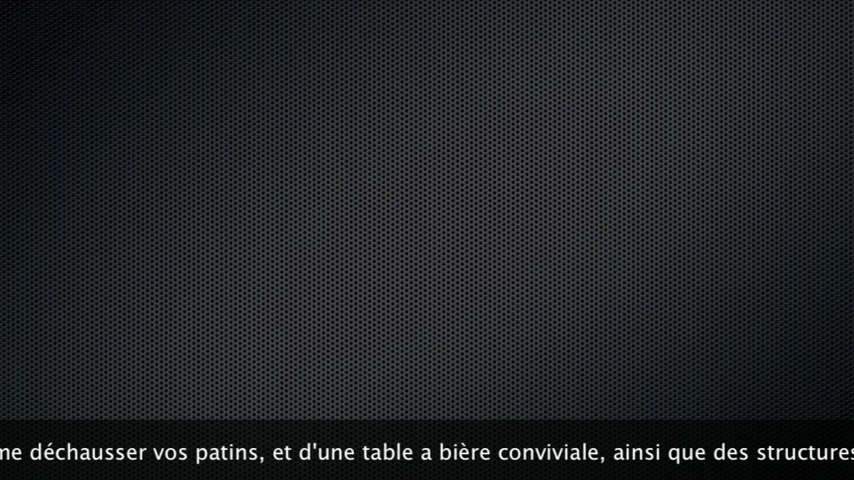 me déchausser vos patins, et d'une table a bière conviviale, ainsi que des structures